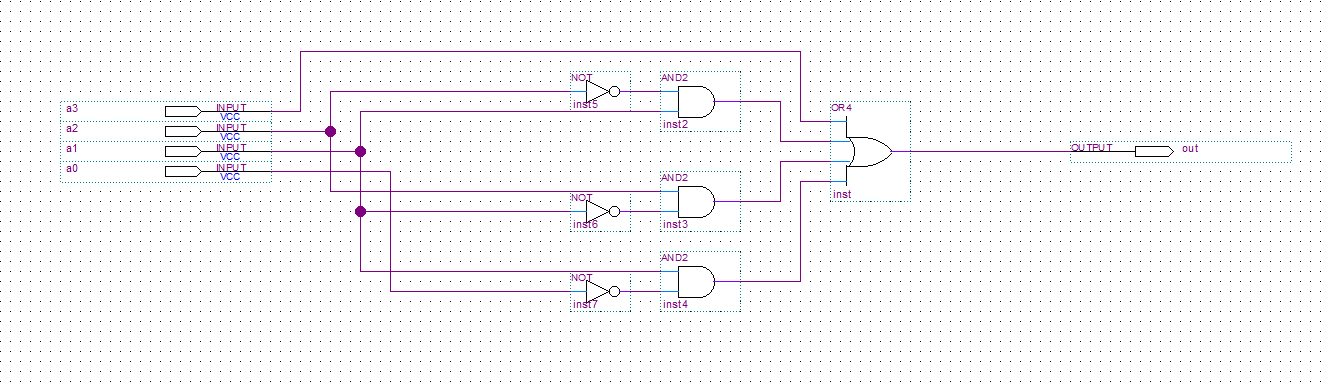 NOT
AND2
inst5
inst2
a3
INPUT
VCC
a2
INPUT
VCC
a1
INPUT
VCC
a0
INPUT
VCC
OR4
inst
OUTPUT
out
NOT
AND2
inst6
inst3
NOT
AND2
inst7
inst4